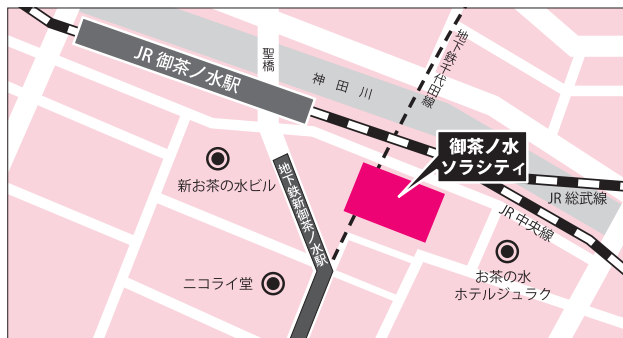 JR 御茶ノ水駅
聖橋
神田川
地下鉄千代田線
御茶ノ水
ソラシティ
新お茶の水ビル
地下鉄新御茶ノ水駅
JR 総武線
JR 中央線
ニコライ堂
お茶の水
ホテルジュラク